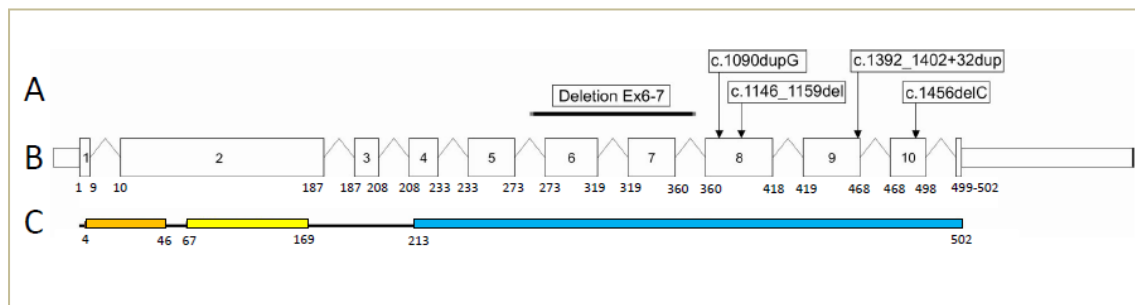 c.1090dupG c.1392_1402+32dup
A Deletion Ex6-7 c.1146_1159del c.1456delC
B 1 2 3 4 5 6 7 8 9 10
1 9 10 187 187 208 208 233 233 273 273 319 319 360 360 418 419 468 468 498 499-502
C
4 46 67 169 213 502